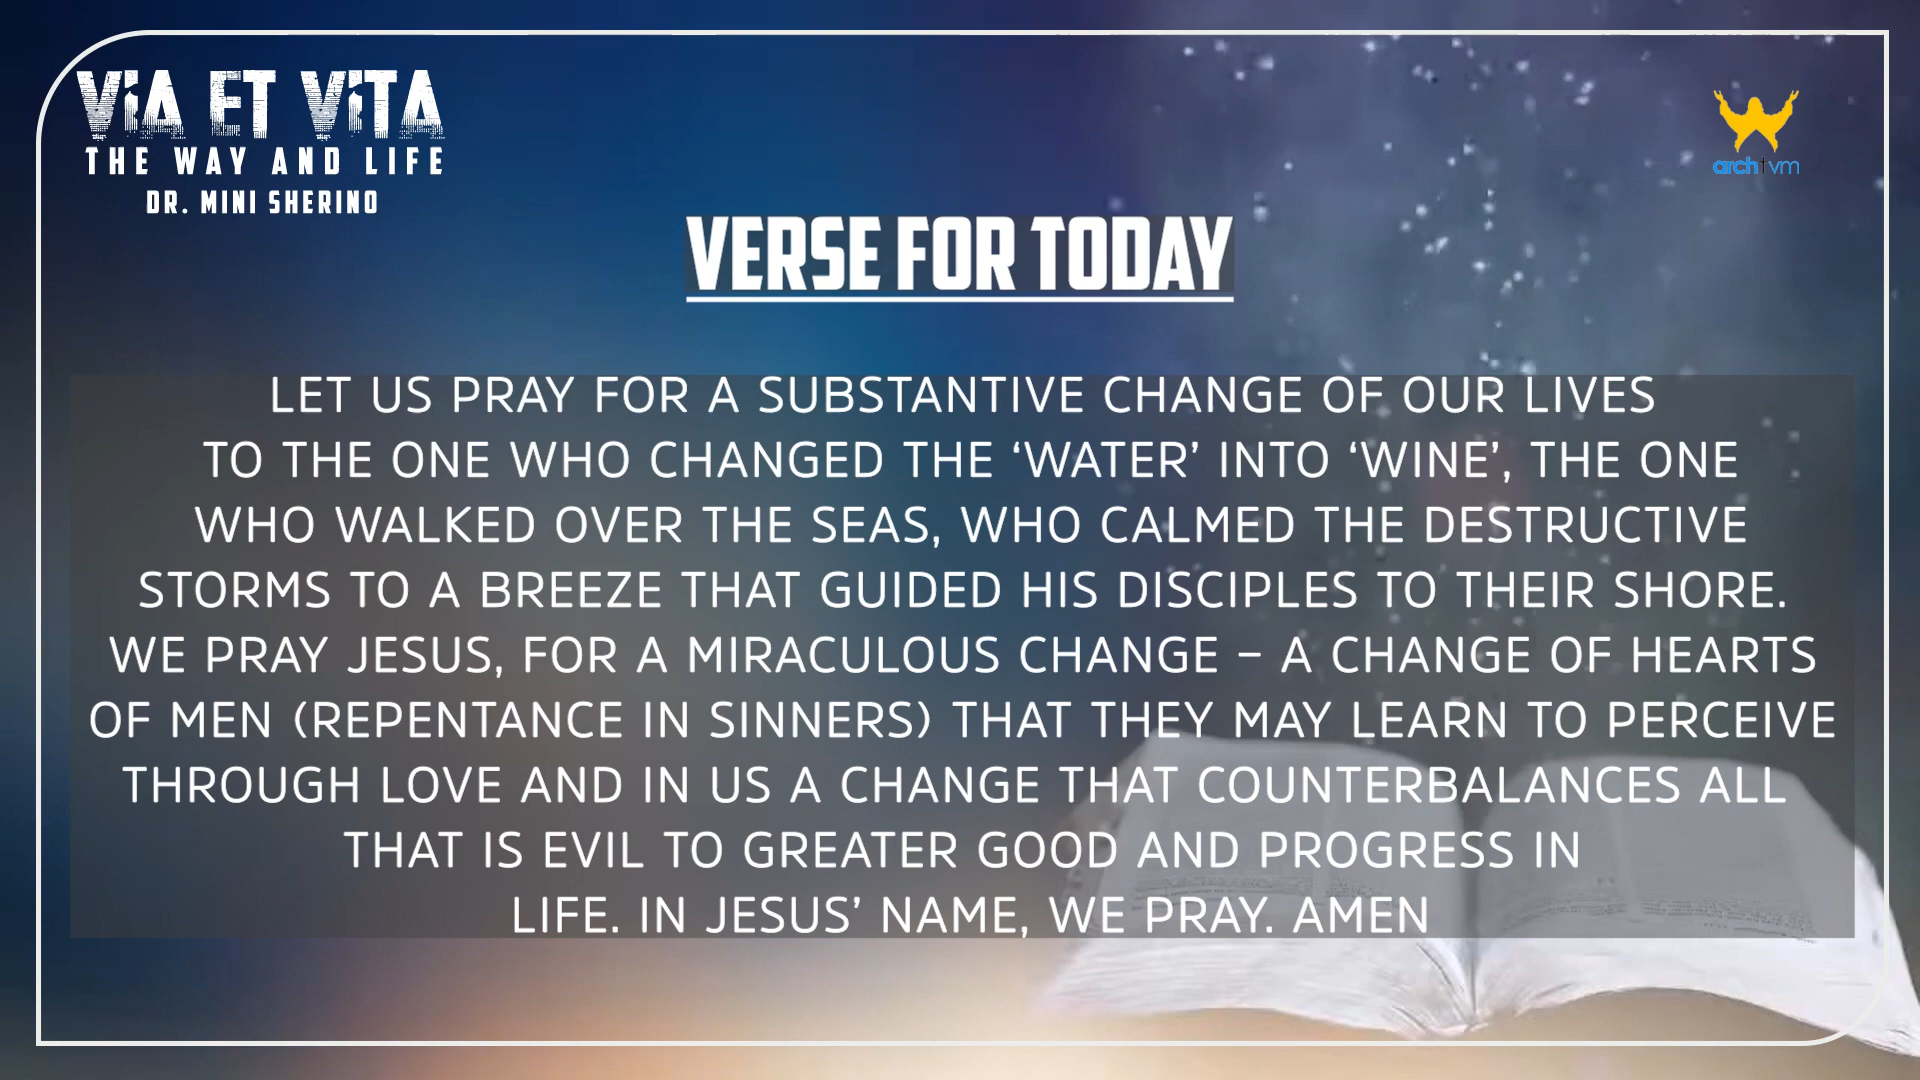 VIA ET VITA
THE WAY AND LIFE
DR. MINI SHERINO
arch vm
VERSE FOR TODAY
LET US PRAY FOR A SUBSTANTIVE CHANGE OF OUR LIVES
TO THE ONE WHO CHANGED THE ‘WATER’ INTO ‘WINE’, THE ONE
WHO WALKED OVER THE SEAS, WHO CALMED THE DESTRUCTIVE
STORMS TO A BREEZE THAT GUIDED HIS DISCIPLES TO THEIR SHORE.
WE PRAY JESUS, FOR A MIRACULOUS CHANGE – A CHANGE OF HEARTS
OF MEN (REPENTANCE IN SINNERS) THAT THEY MAY LEARN TO PERCEIVE
THROUGH LOVE AND IN US A CHANGE THAT COUNTERBALANCES ALL
THAT IS EVIL TO GREATER GOOD AND PROGRESS IN
LIFE. IN JESUS’ NAME, WE PRAY. AMEN